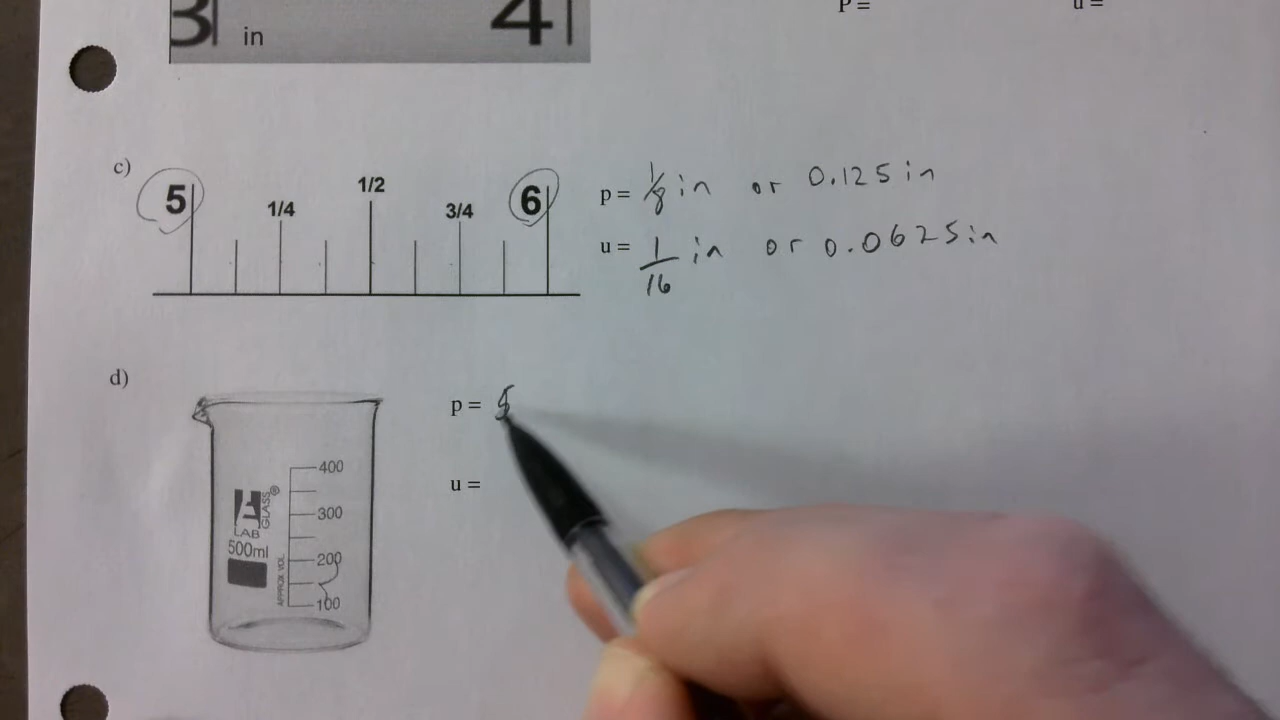 3 in 4
P = u =
c)
5 1/4 1/2 3/4 6
p = 1/8 in or 0.125 in
u = 1/16 in or 0.0625 in
d)
p = 5
u =
400
300
200
100
LAB
GLASS®
500ml
APPROX VOL.